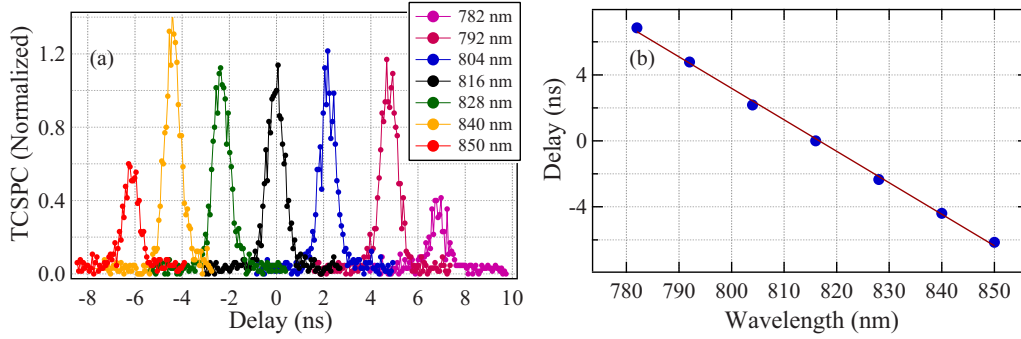 (a)
782 nm
792 nm
804 nm
816 nm
828 nm
840 nm
850 nm
TCSPC (Normalized)
1.2
0.8
0.4
0.0
-8 -6 -4 -2 0 2 4 6 8 10
Delay (ns)
(b)
Delay (ns)
4
0
-4
780 790 800 810 820 830 840 850
Wavelength (nm)